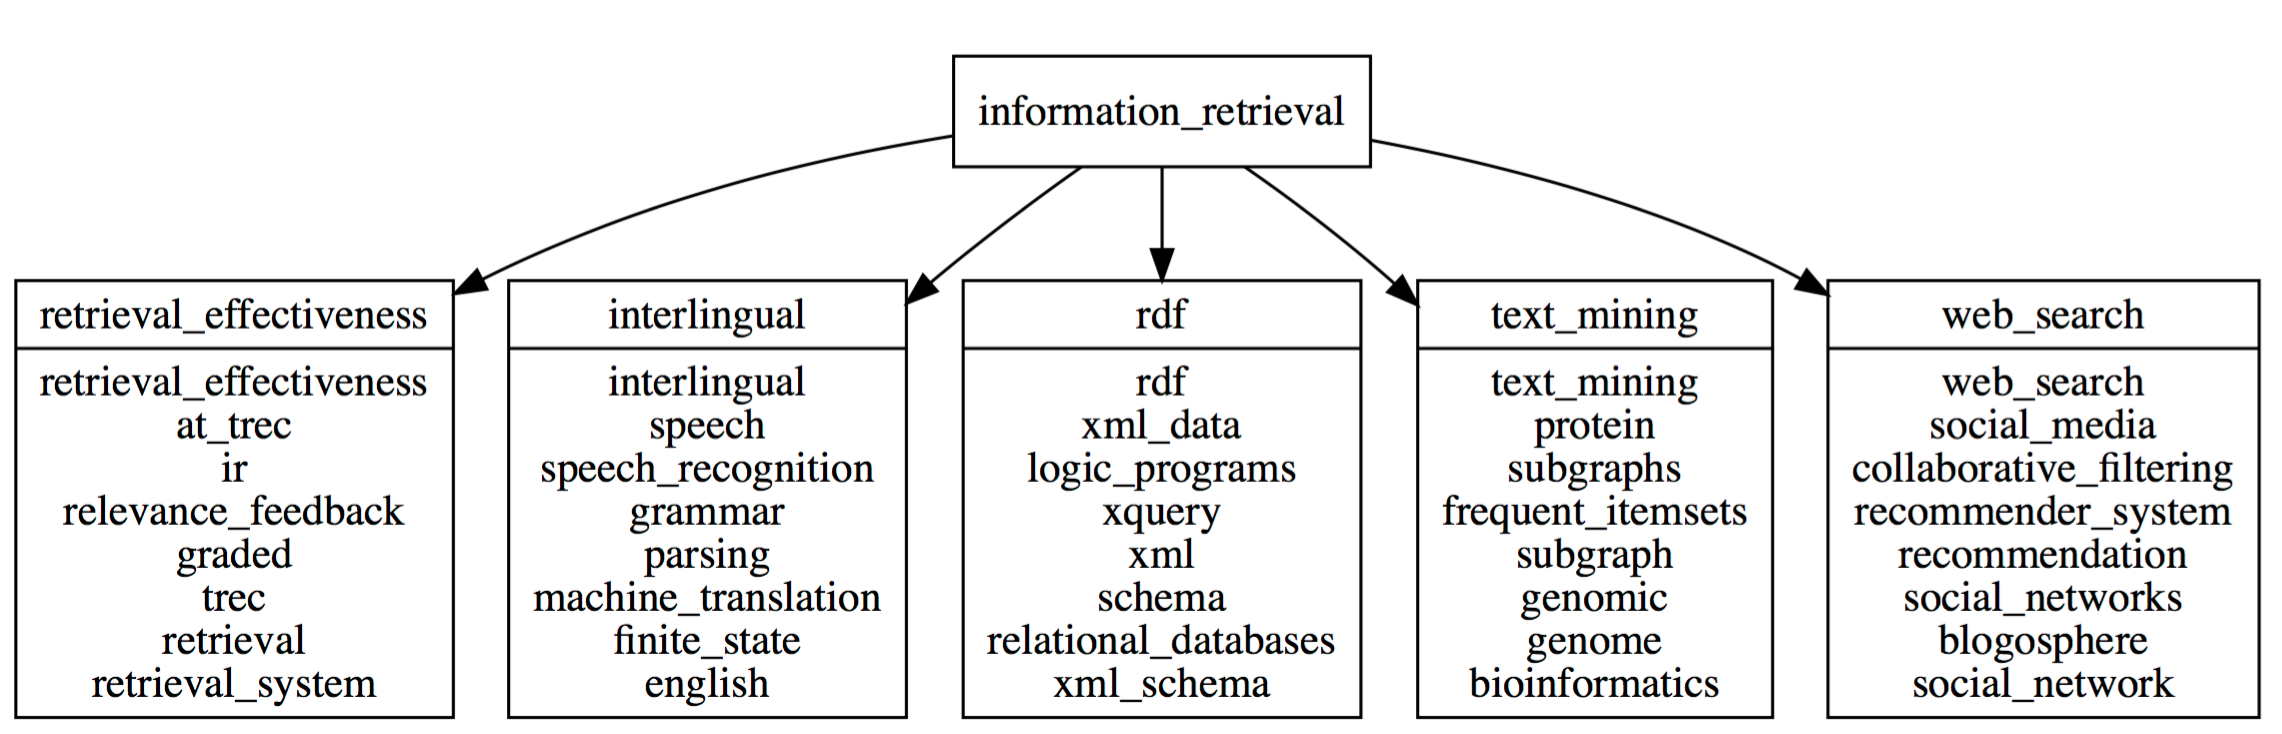 information_retrieval
retrieval_effectiveness
retrieval_effectiveness
at_trec
ir
relevance_feedback
graded
trec
retrieval
retrieval_system
interlingual
interlingual
speech
speech_recognition
grammar
parsing
machine_translation
finite_state
english
rdf
rdf
xml_data
logic_programs
xquery
xml
schema
relational_databases
xml_schema
text_mining
text_mining
protein
subgraphs
frequent_itemsets
subgraph
genomic
genome
bioinformatics
web_search
web_search
social_media
collaborative_filtering
recommender_system
recommendation
social_networks
blogosphere
social_network